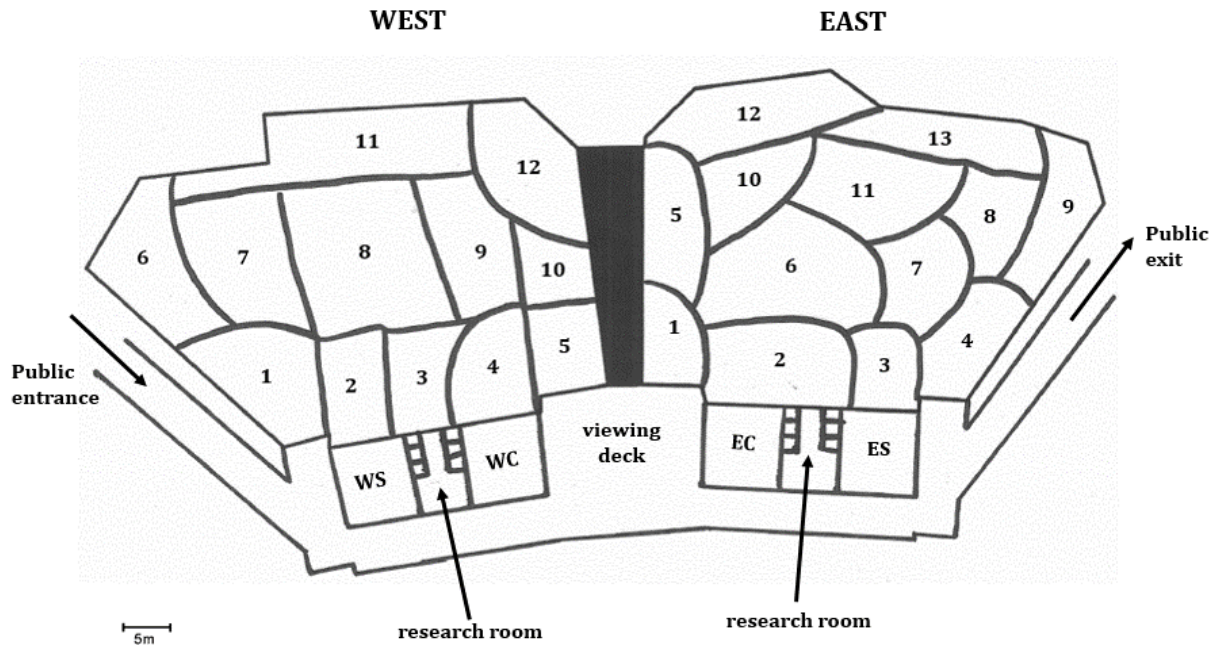 WEST
EAST
11
12
12
13
10
11
5
8
9
6
7
8
9
10
6
7
Public
exit
1
4
Public
entrance
1
2
3
4
5
2
3
viewing
deck
WS
WC
EC
ES
5m
research room
research room